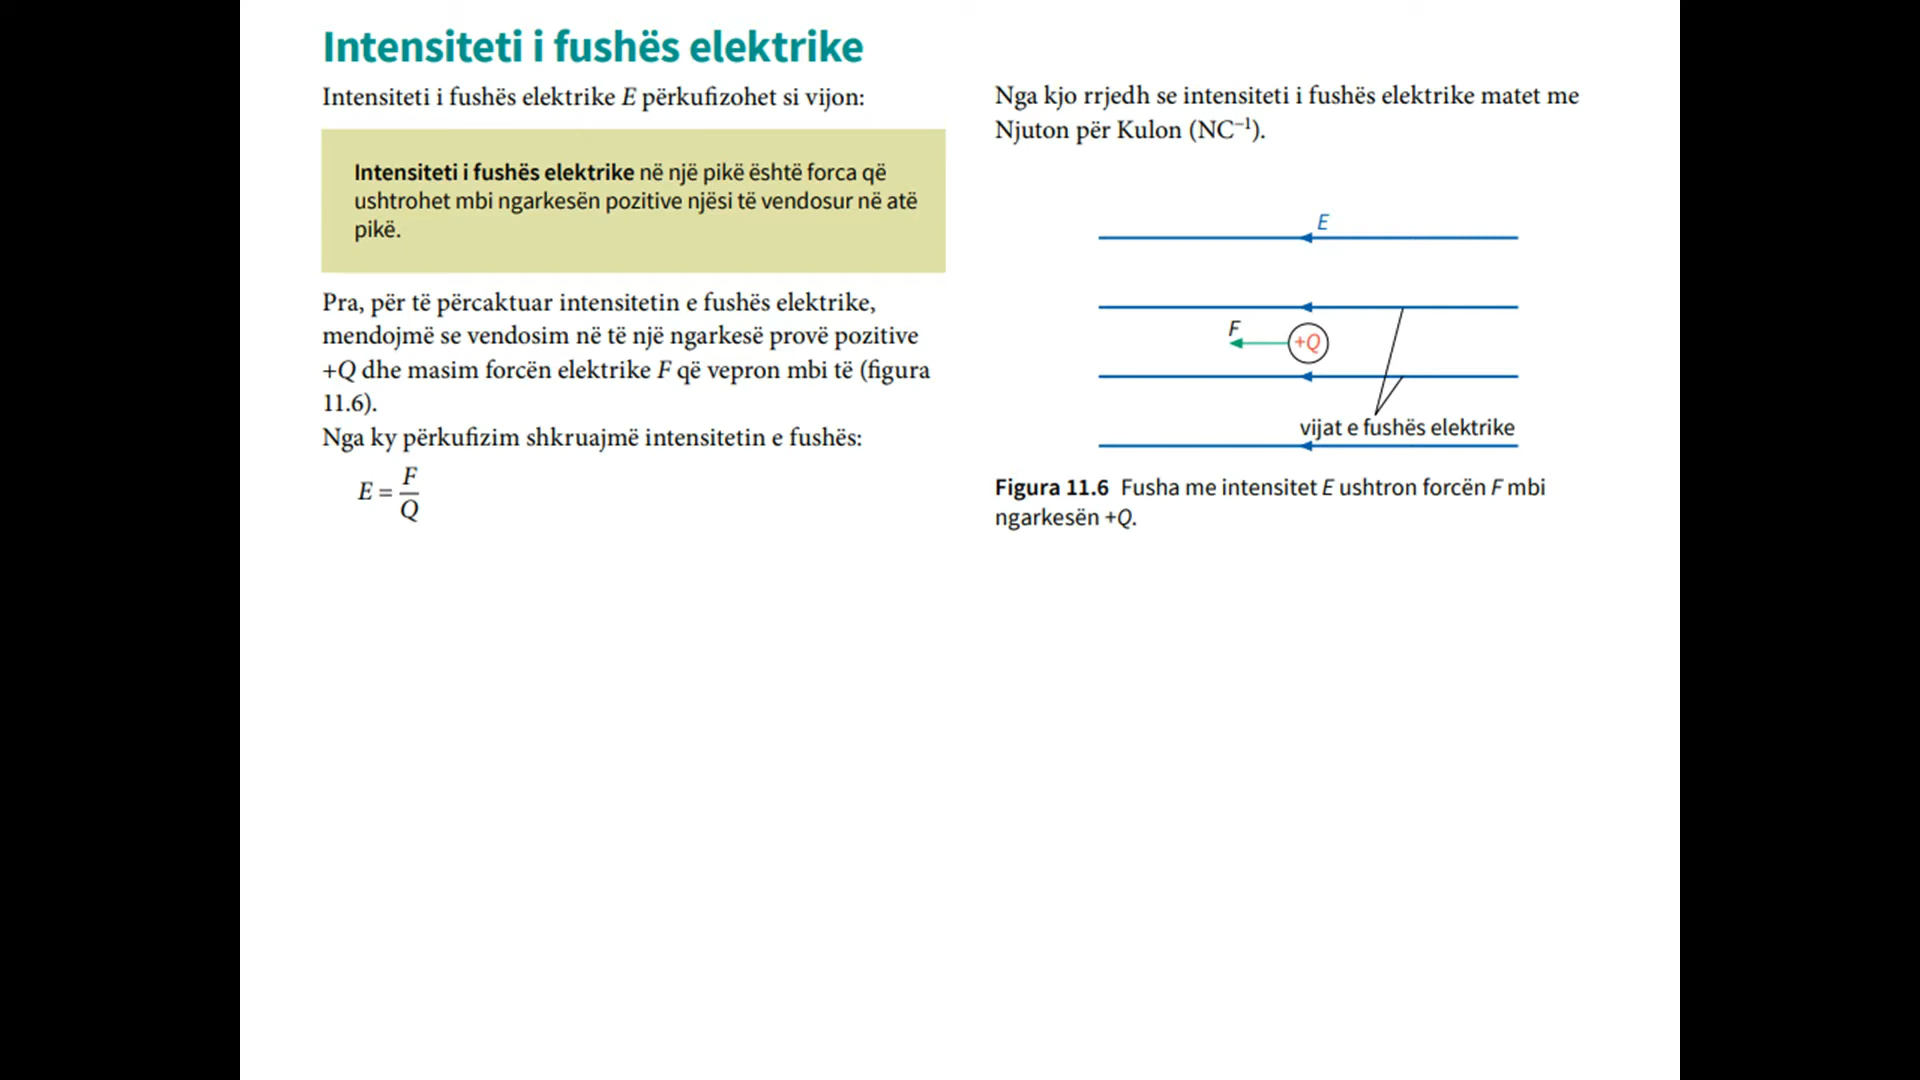 Intensiteti i fushës elektrike
Intensiteti i fushës elektrike E përkufizohet si vijon:
Intensiteti i fushës elektrike në një pikë është forca që
ushtrohet mbi ngarkesën pozitive njësi të vendosur në atë
pikë.
Pra, për të përcaktuar intensitetin e fushës elektrike,
mendojmë se vendosim në të një ngarkesë provë pozitive
+Q dhe masim forcën elektrike F që vepron mbi të (figura
11.6).
Nga ky përkufizim shkruajmë intensitetin e fushës:
E = F/Q
Nga kjo rrjedh se intensiteti i fushës elektrike matet me
Njuton për Kulon (NC⁻¹).
E
F
+Q
vijat e fushës elektrike
Figura 11.6 Fusha me intensitet E ushtron forcën F mbi
ngarkesën +Q.